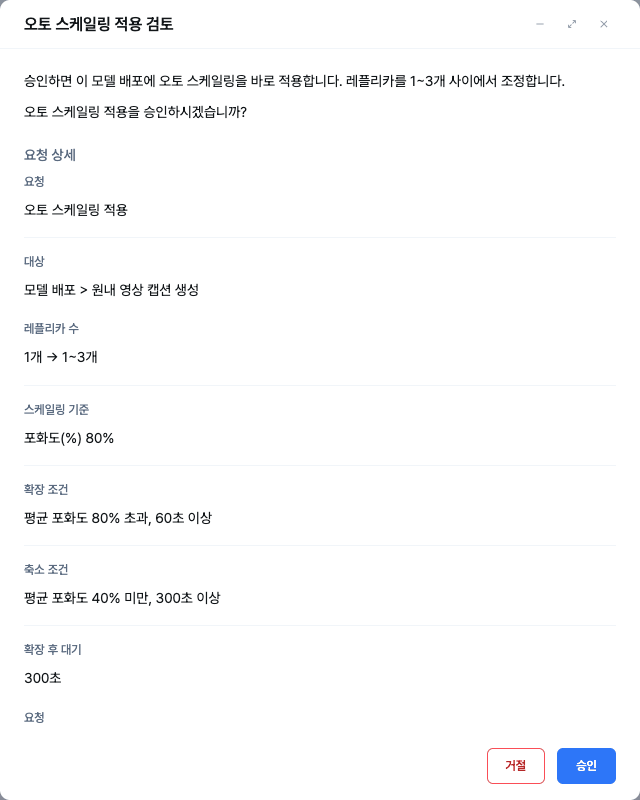 오토 스케일링 적용 검토
승인하면 이 모델 배포에 오토 스케일링을 바로 적용합니다. 레플리카를 1~3개 사이에서 조정합니다.
오토 스케일링 적용을 승인하시겠습니까?
요청 상세
요청
오토 스케일링 적용
대상
모델 배포 > 원내 영상 캡션 생성
레플리카 수
1개 → 1~3개
스케일링 기준
포화도(%) 80%
확장 조건
평균 포화도 80% 초과, 60초 이상
축소 조건
평균 포화도 40% 미만, 300초 이상
확장 후 대기
300초
요청
거절
승인